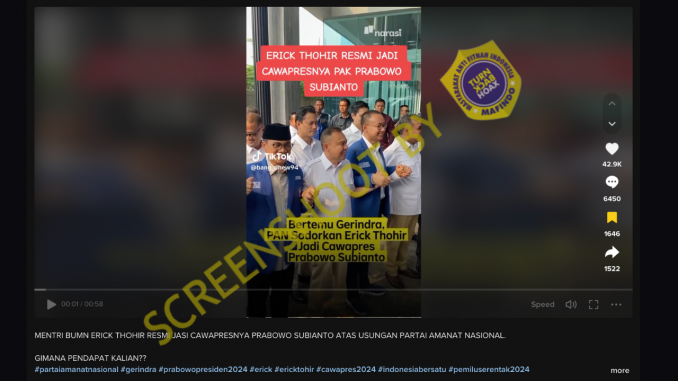 narasi
ERICK THOHIR RESMI JADI
CAWAPRESNYA PAK PRABOWO
SUBIANTO
MASYARAKAT ANTI FITNAH INDONESIA
TURN
BACK
HOAX
MAFINDO
SCREENSHOOT BY
TikTok
Bertemu Gerindra,
PAN Sodorkan Erick Thohir
Jadi Cawapres
Prabowo Subianto
42.9K
6450
1646
1522
00:01 / 00:58
Speed
MENTRI BUMN ERICK THOHIR RESMI JASI CAWAPRESNYA PRABOWO SUBIANTO ATAS USUNGAN PARTAI AMANAT NASIONAL.
GIMANA PENDAPAT KALIAN??
#partaiamanatnasional #gerindra #prabowopresiden2024 #erick #ericktohir #cawapres2024 #indonesiabersatu #pemiluserentak2024
more